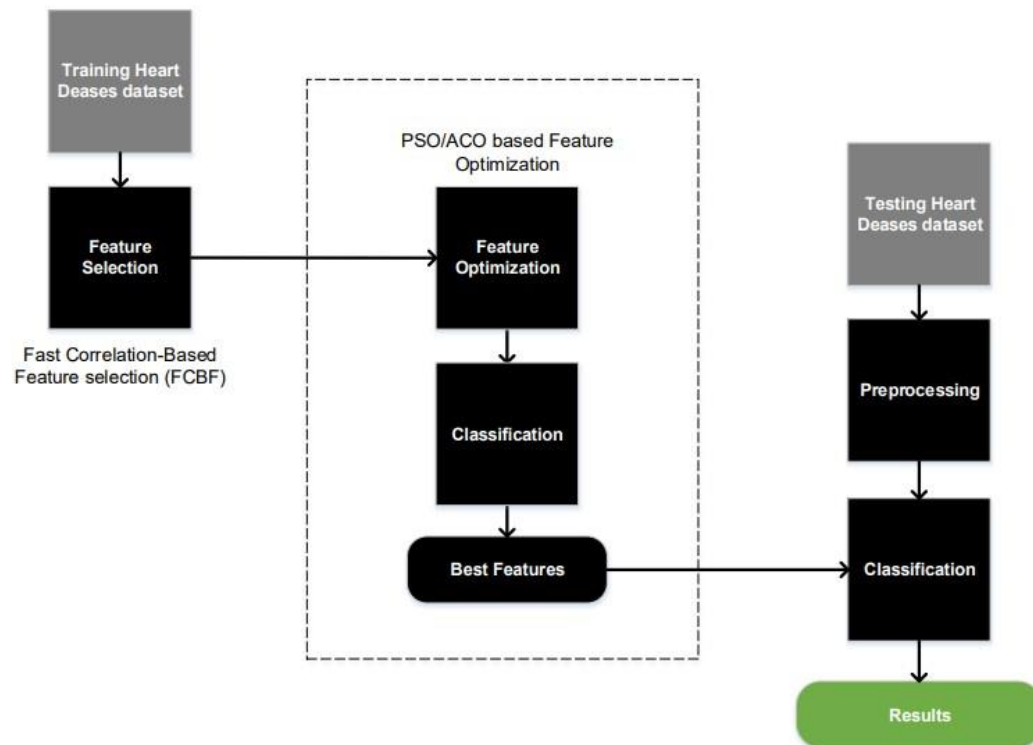 Training Heart
Deases dataset
Feature
Selection
Fast Correlation-Based
Feature selection (FCBF)
PSO/ACO based Feature
Optimization
Feature
Optimization
Classification
Best Features
Testing Heart
Deases dataset
Preprocessing
Classification
Results